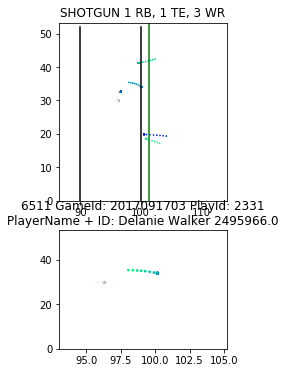 SHOTGUN 1 RB, 1 TE, 3 WR
50
40
30
20
10
0
90 100 110
6511 GameId: 2017091703 PlayId: 2331
PlayerName + ID: Delanie Walker 2495966.0
40
20
0
95.0 97.5 100.0 102.5 105.0